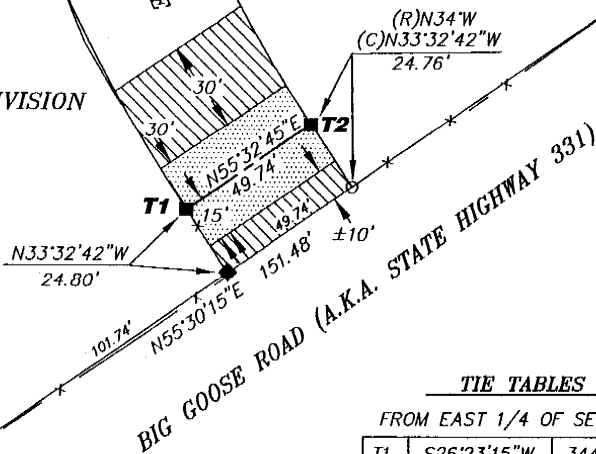 (R)N34°W
(C)N33°32'42"W
24.76'
VISION
30'
30'
T2
N55°32'45"E
49.74'
T1
15'
49.74'
±10'
N33°32'42"W
24.80'
151.48'
N55°30'15"E
101.74'
BIG GOOSE ROAD (A.K.A. STATE HIGHWAY 331)
TIE TABLES
FROM EAST 1/4 OF SE
T1 S26°23'15"W 344